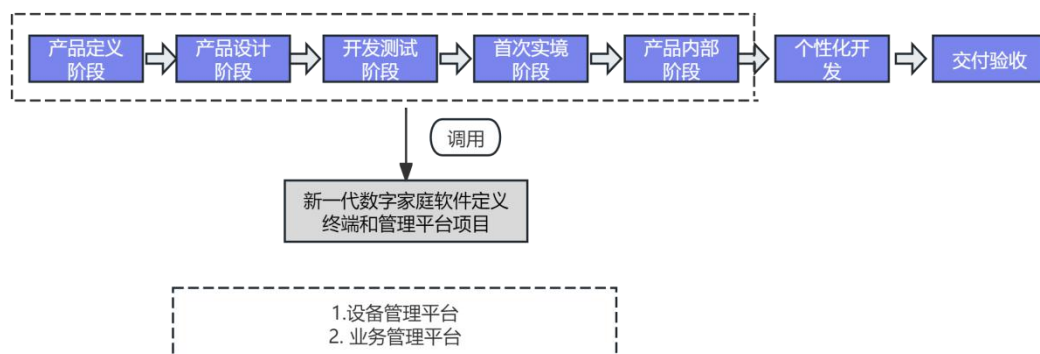 产品定义
阶段
产品设计
阶段
开发测试
阶段
首次实境
阶段
产品内部
阶段
个性化开
发
交付验收
调用
新一代数字家庭软件定义
终端和管理平台项目
1.设备管理平台
2. 业务管理平台